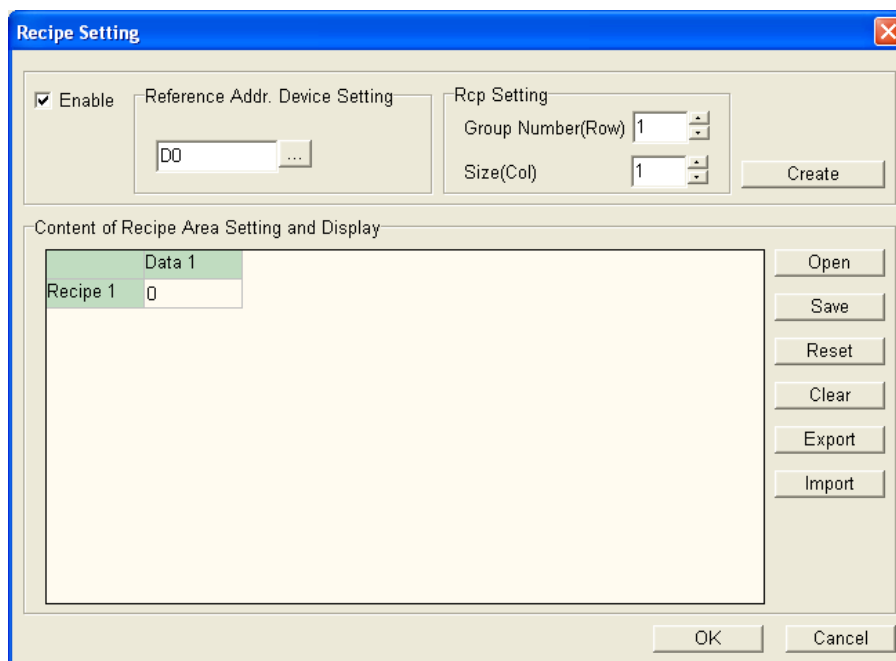 Recipe Setting
Enable
Reference Addr. Device Setting
D0
...
Rcp Setting
Group Number(Row) 1
Size(Col) 1
Create
Content of Recipe Area Setting and Display
Data 1
Recipe 1 0
Open
Save
Reset
Clear
Export
Import
OK
Cancel